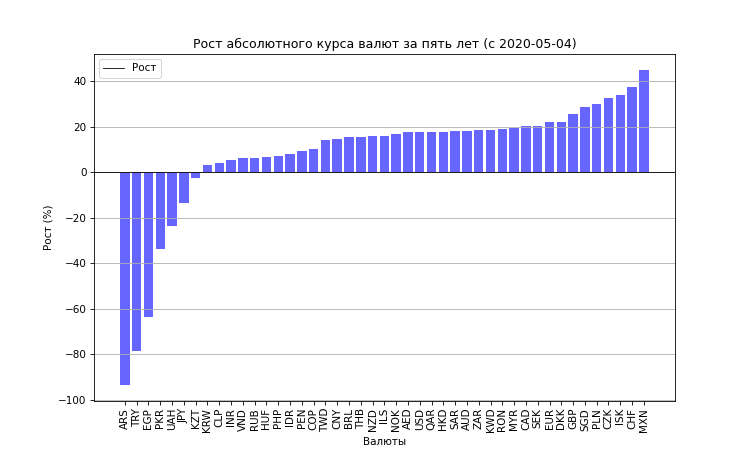 Рост абсолютного курса валют за пять лет (с 2020-05-04)
Рост
40
20
0
−20
−40
−60
−80
−100
Рост (%)
ARS TRY EGP PKR UAH JPY KZT KRW CLP INR VND RUB HUF PHP IDR PEN COP TWD CNY BRL THB NZD ILS NOK AED USD QAR HKD SAR AUD ZAR KWD RON MYR CAD SEK EUR DKK GBP SGD PLN CZK ISK CHF MXN
Валюты